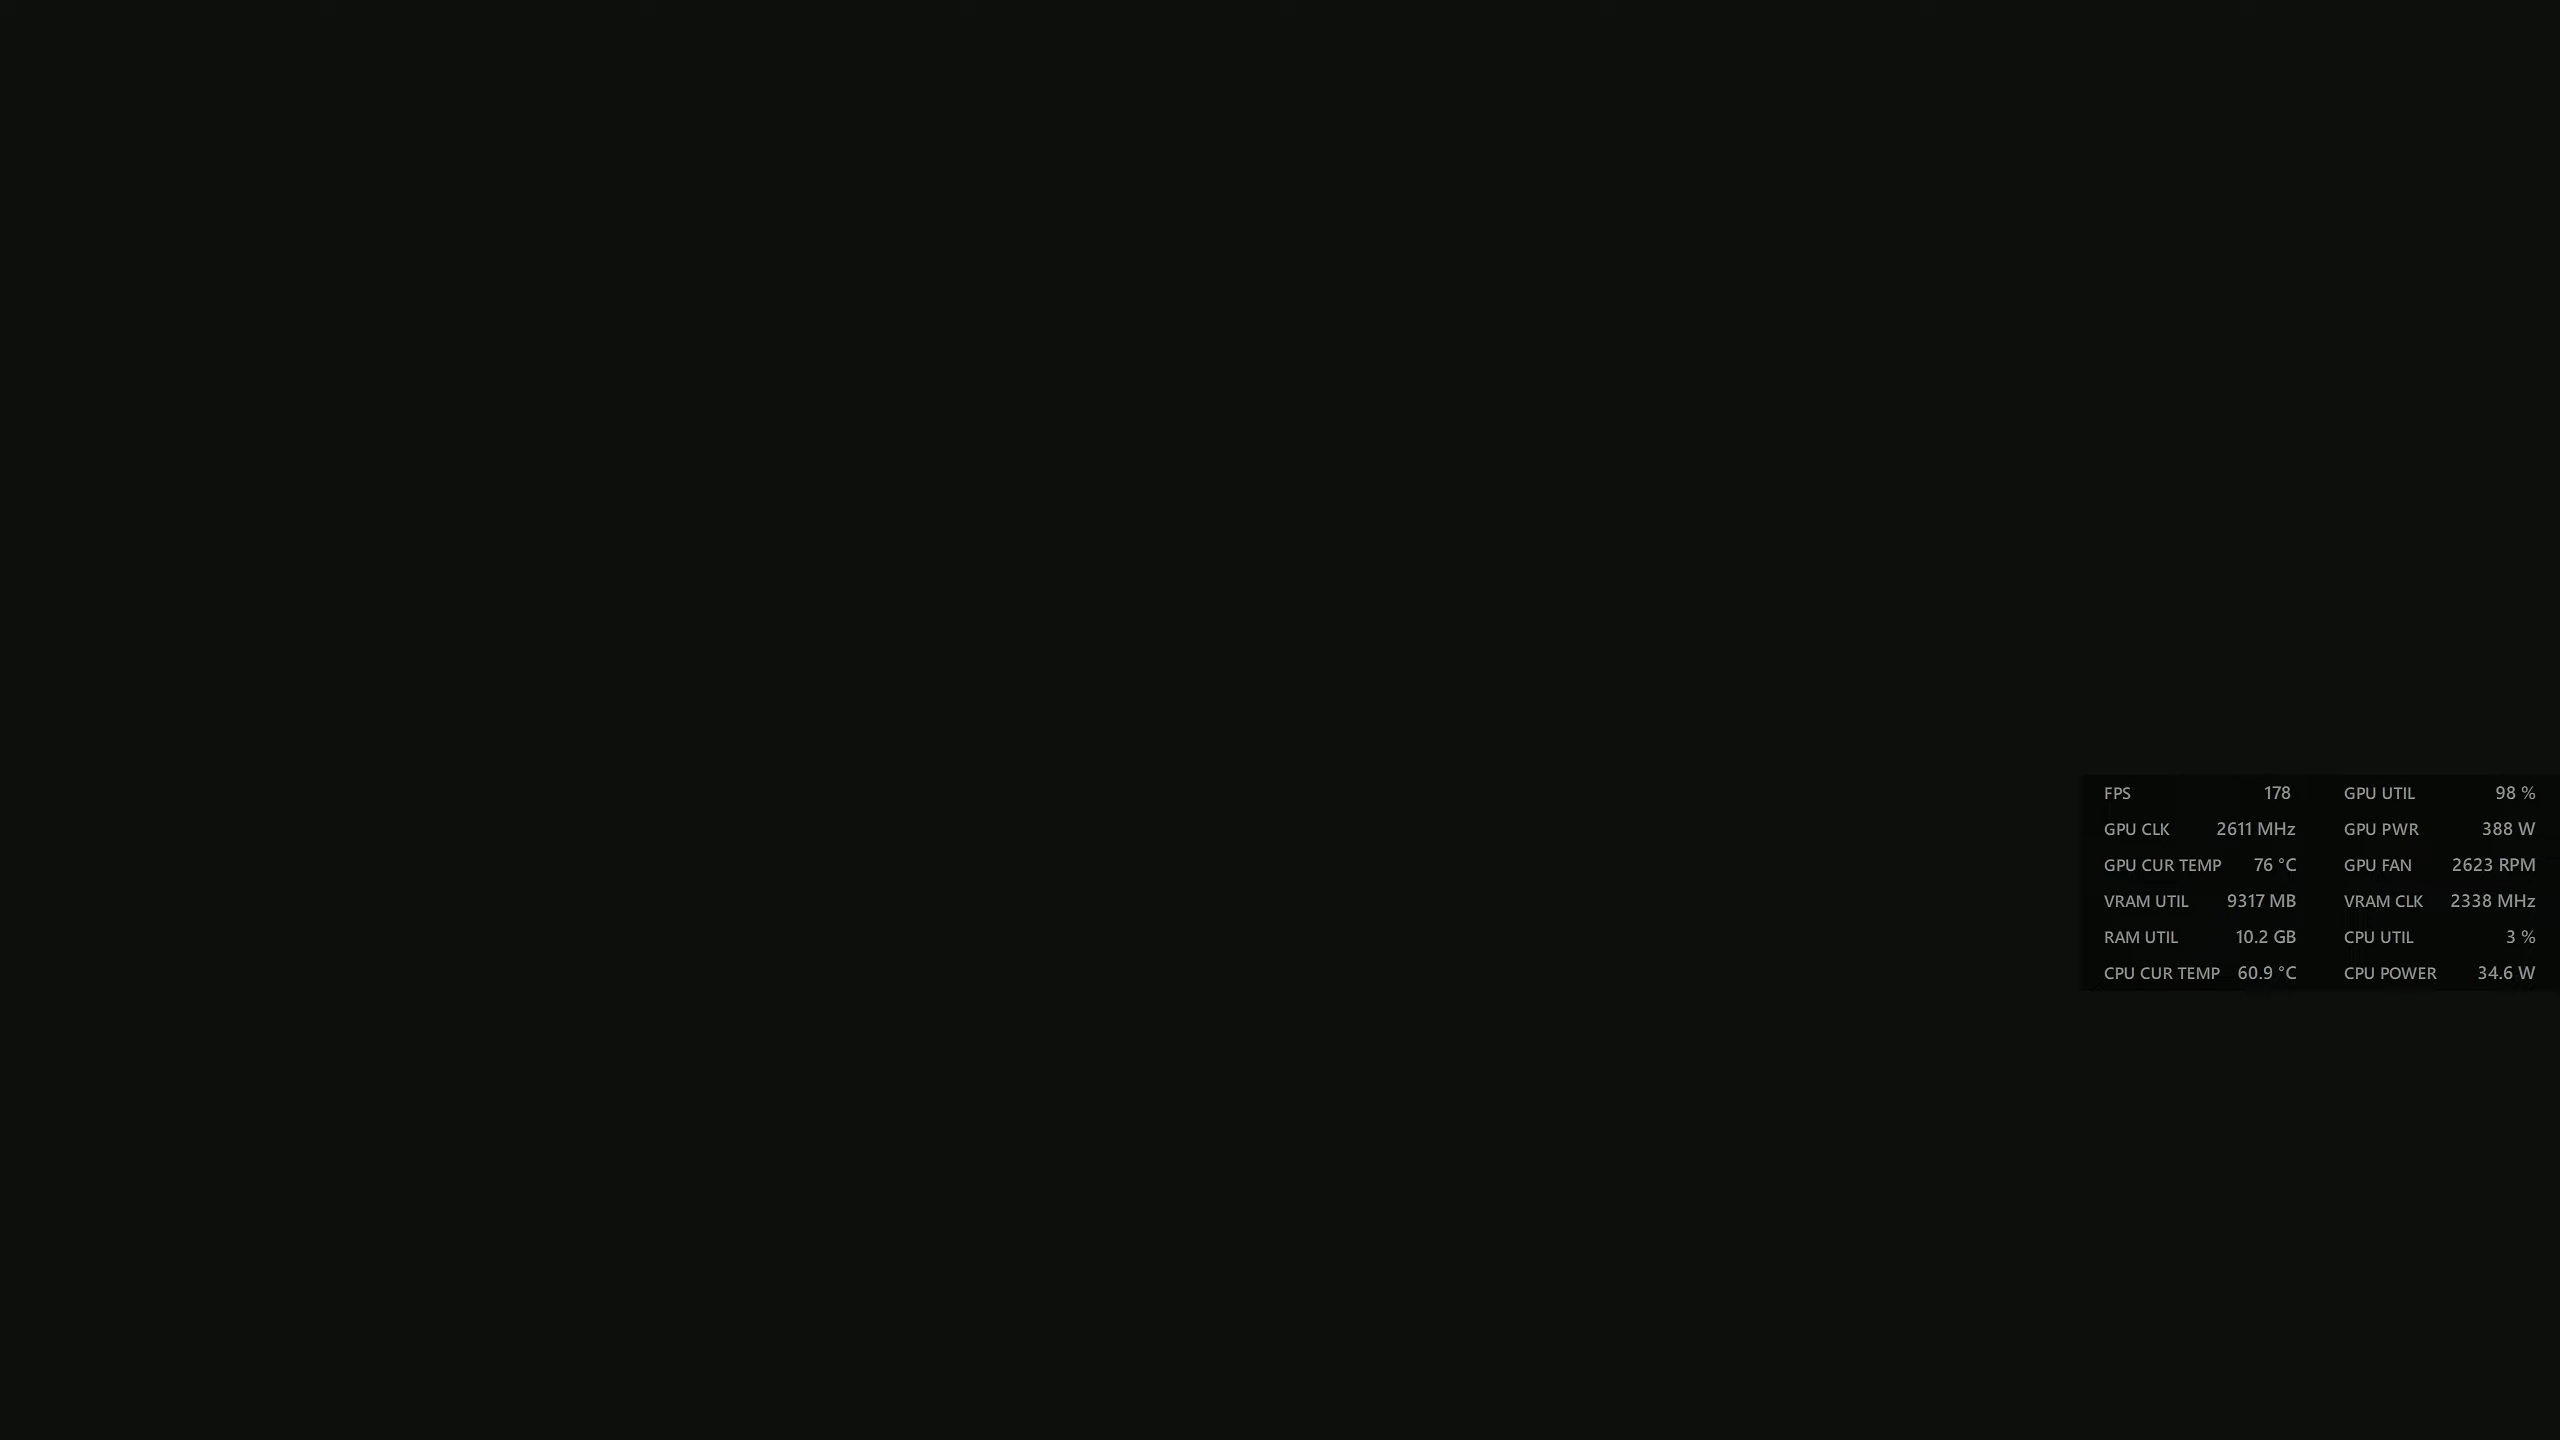 FPS 178 GPU UTIL 98 %
GPU CLK 2611 MHz GPU PWR 388 W
GPU CUR TEMP 76 °C GPU FAN 2623 RPM
VRAM UTIL 9317 MB VRAM CLK 2338 MHz
RAM UTIL 10.2 GB CPU UTIL 3 %
CPU CUR TEMP 60.9 °C CPU POWER 34.6 W